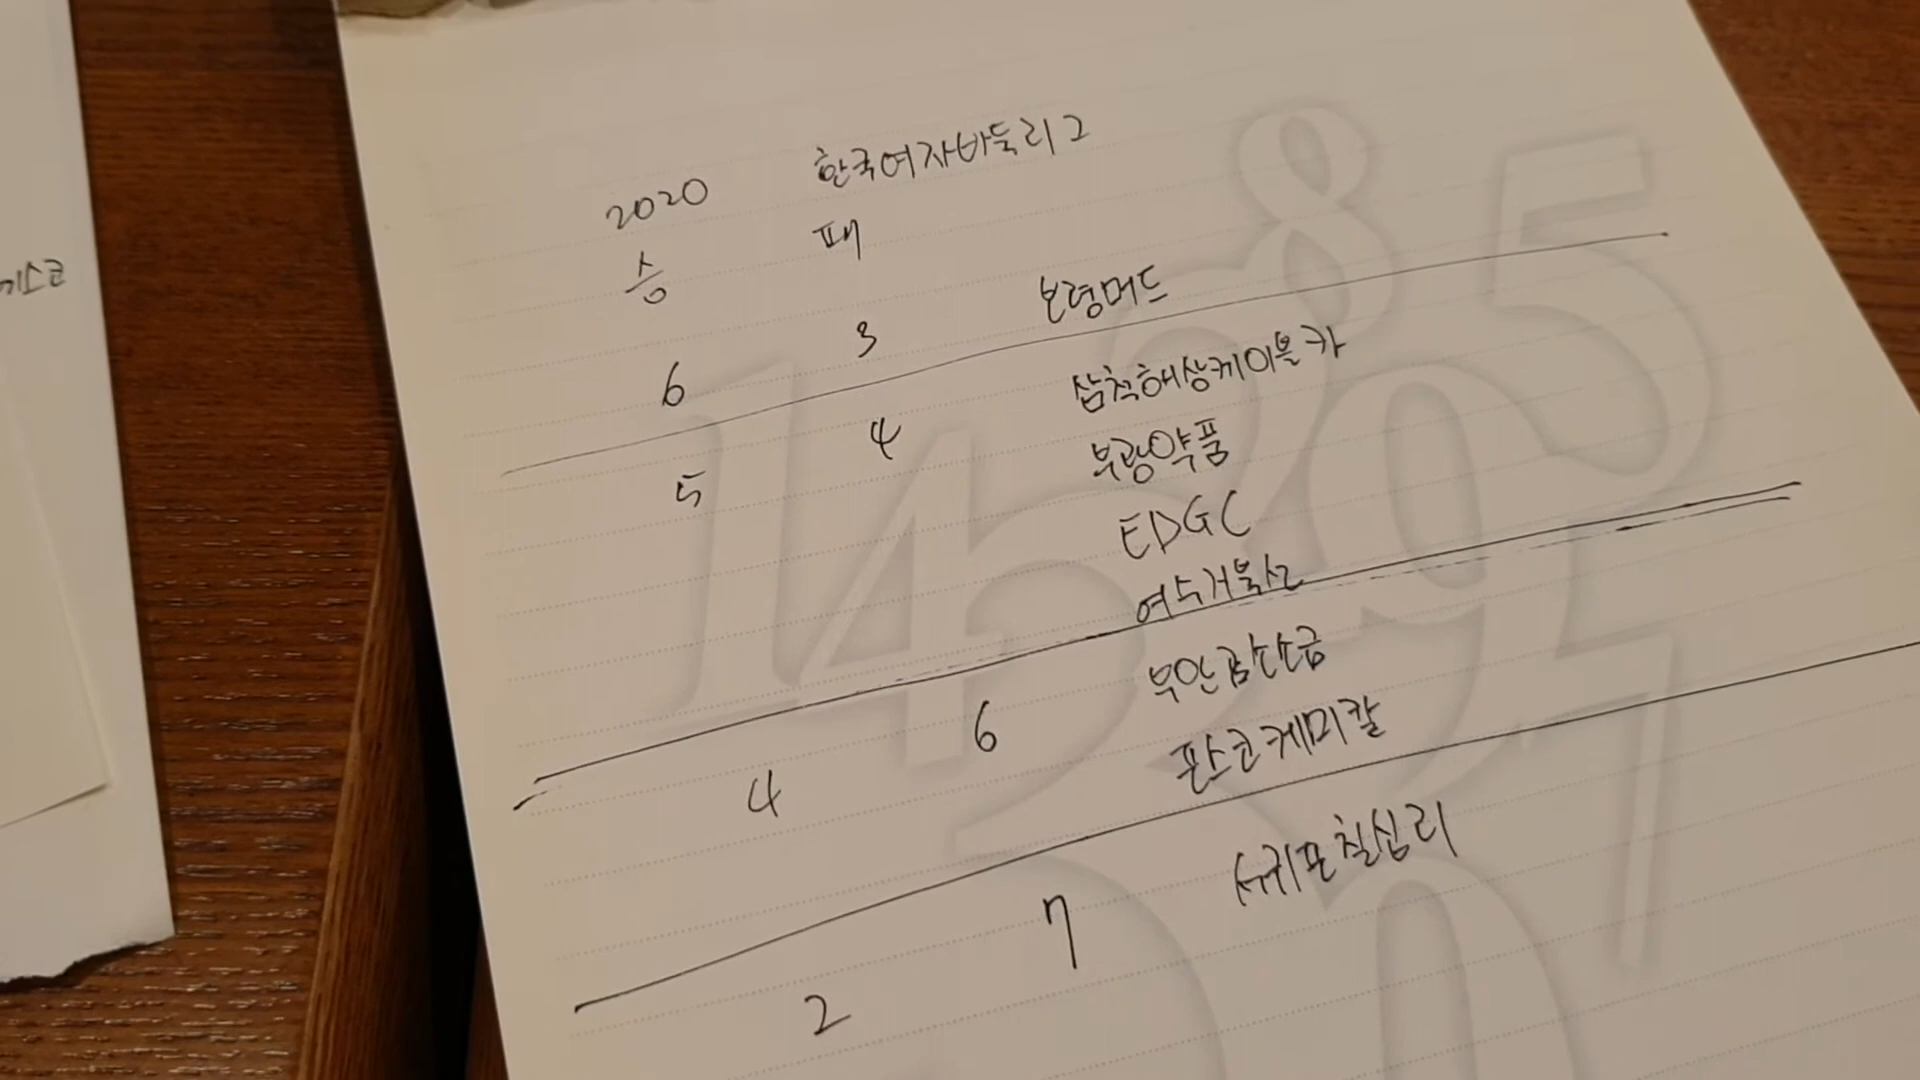 2020 한국여자바둑리그
승 패
6 3 보령머드
5 4 삼척해상케이블카
부광약품
EDGC
여수거북선
4 6 부안곰소소금
포스코케미칼
2 7 서귀포칠십리